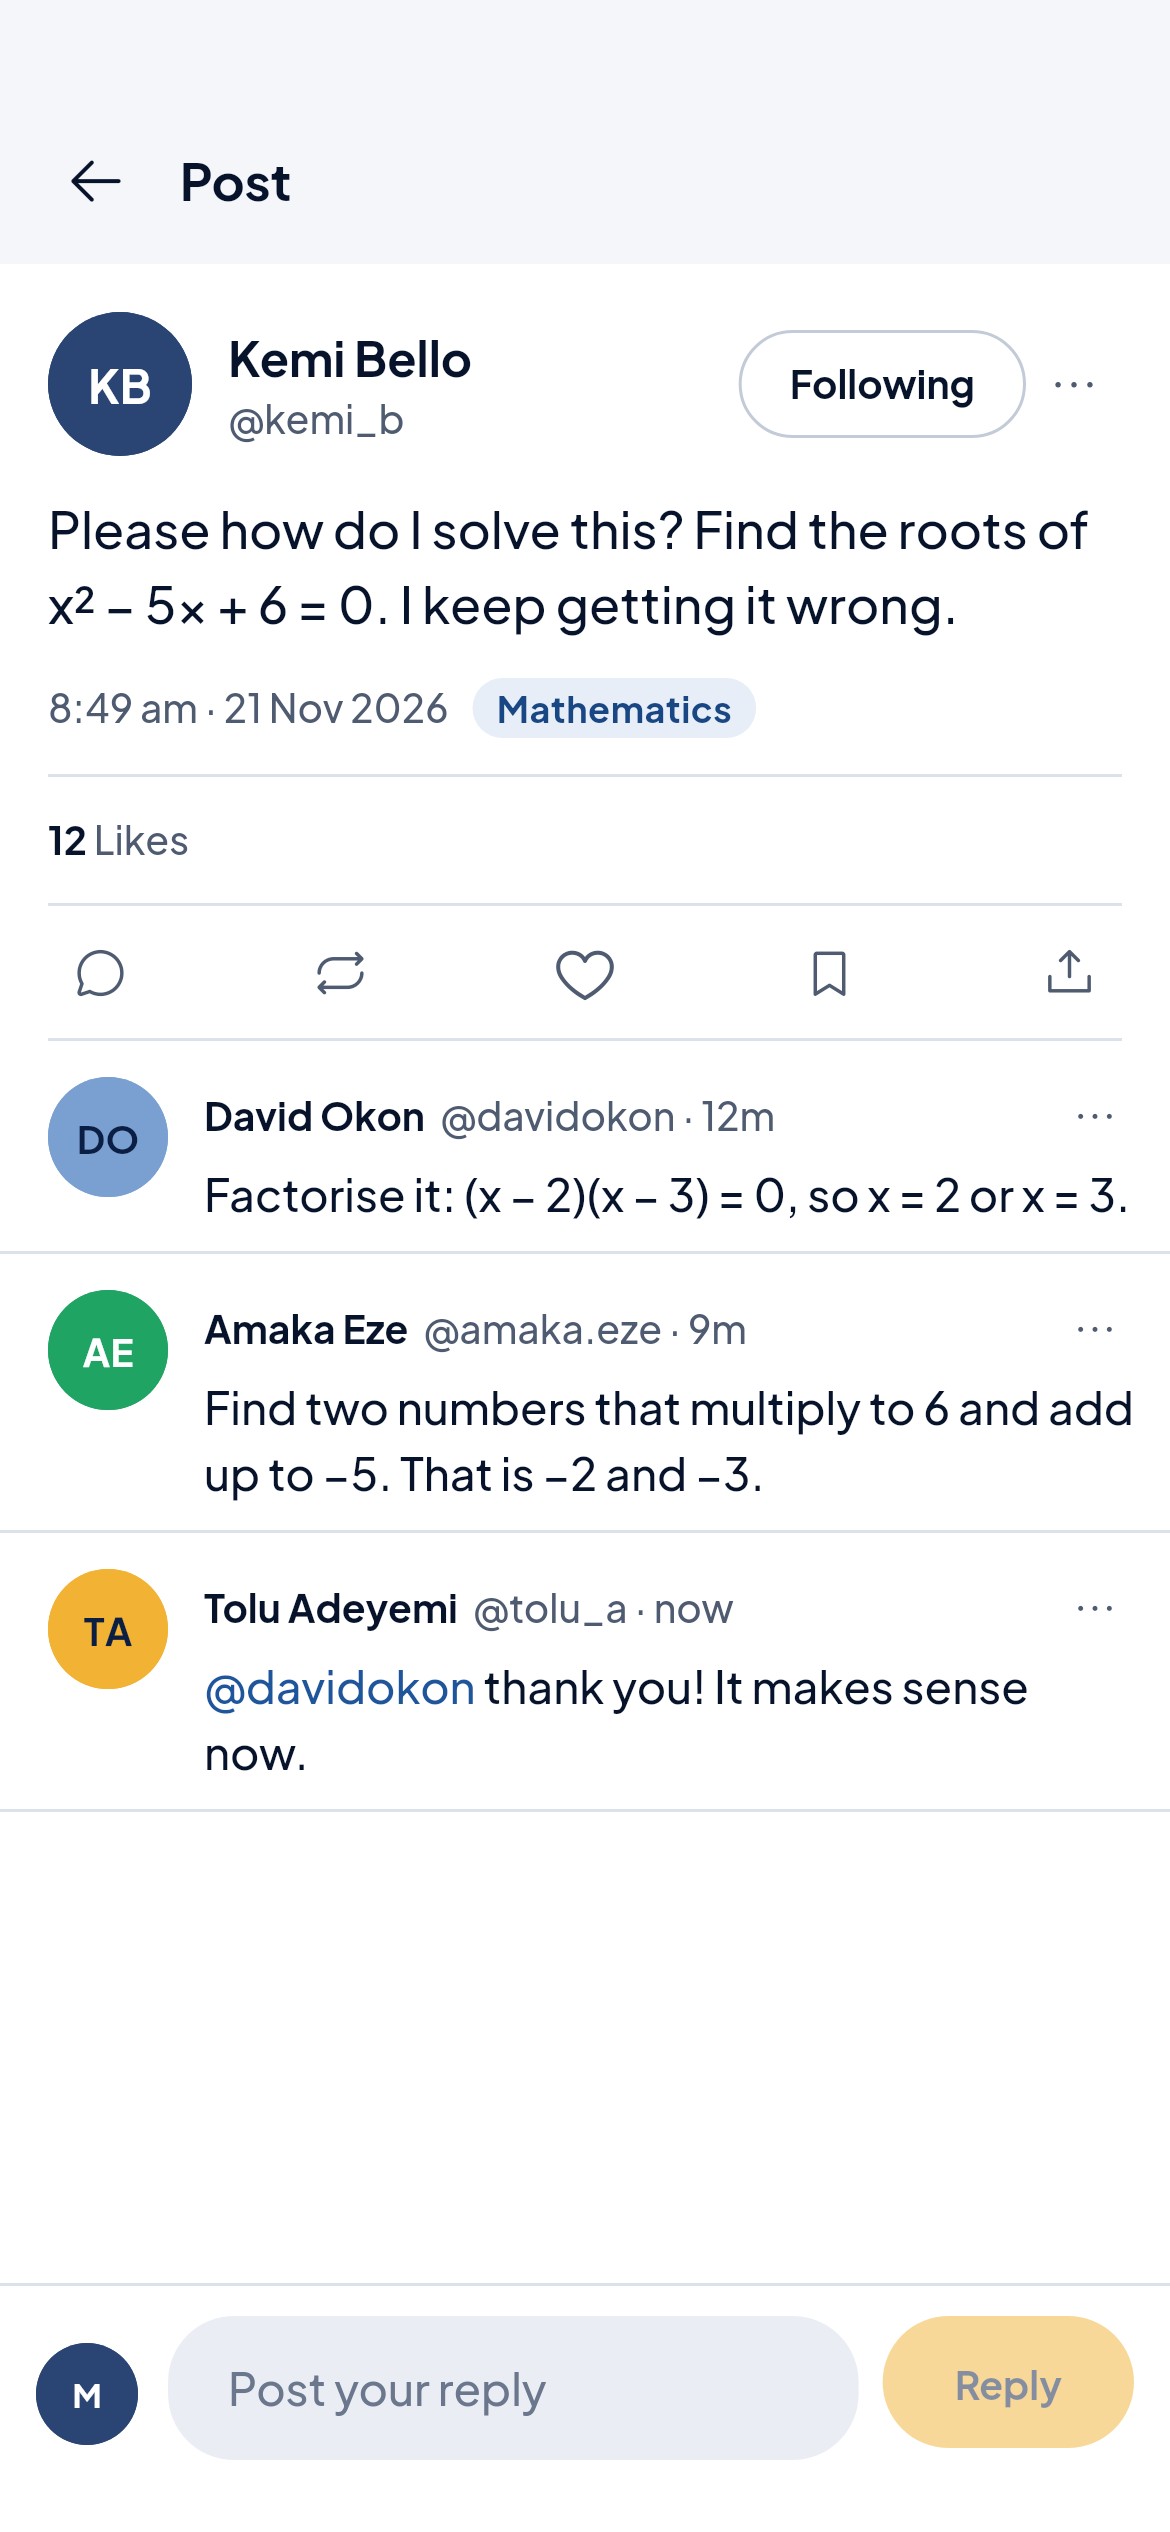 Post
KB
Kemi Bello
@kemi_b
Following
Please how do I solve this? Find the roots of
x² − 5× + 6 = 0. I keep getting it wrong.
8:49 am · 21 Nov 2026
Mathematics
12 Likes
DO
David Okon @davidokon · 12m
Factorise it: (x − 2)(x − 3) = 0, so x = 2 or x = 3.
AE
Amaka Eze @amaka.eze · 9m
Find two numbers that multiply to 6 and add
up to −5. That is −2 and −3.
TA
Tolu Adeyemi @tolu_a · now
@davidokon thank you! It makes sense
now.
M
Post your reply
Reply